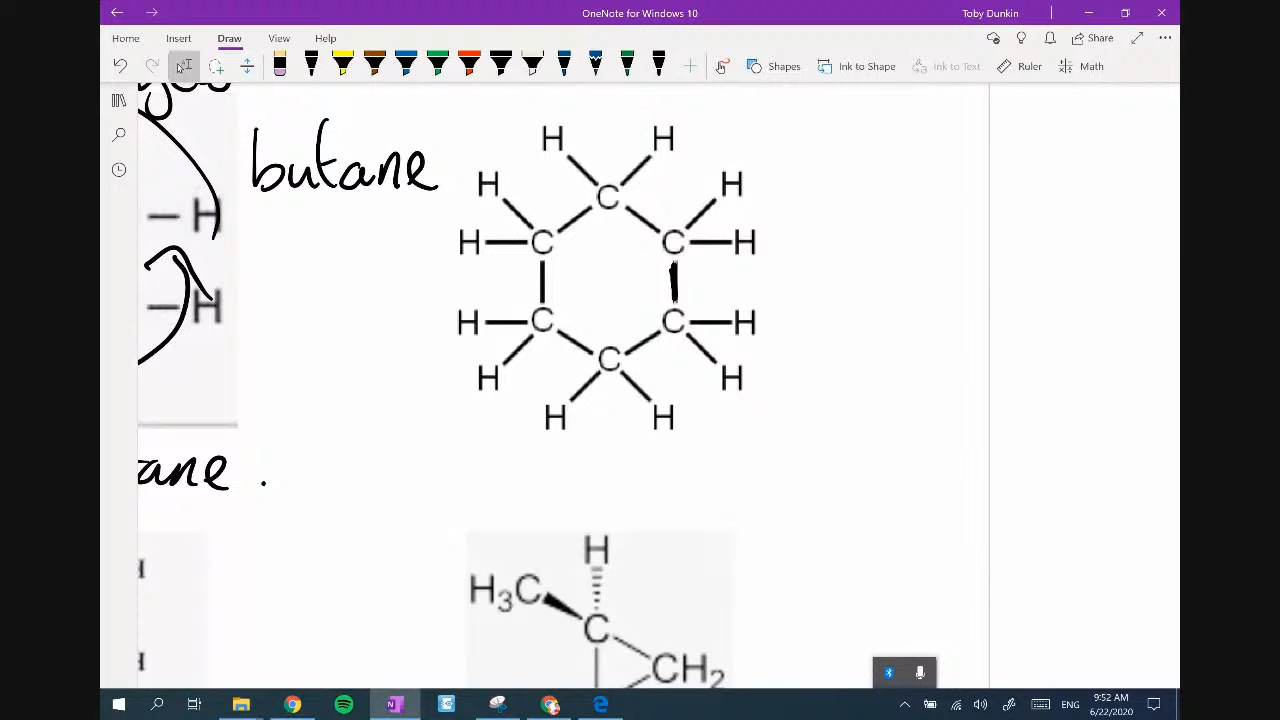 OneNote for Windows 10
Toby Dunkin
Home Insert Draw View Help
Share
Shapes
Ink to Shape
Ink to Text
Ruler
Math
butane
H H
H C H
H C C H
H C C H
H C H
H H
H
H
ane .
H
H₃C
C
CH₂
H
H
ENG
9:52 AM
6/22/2020